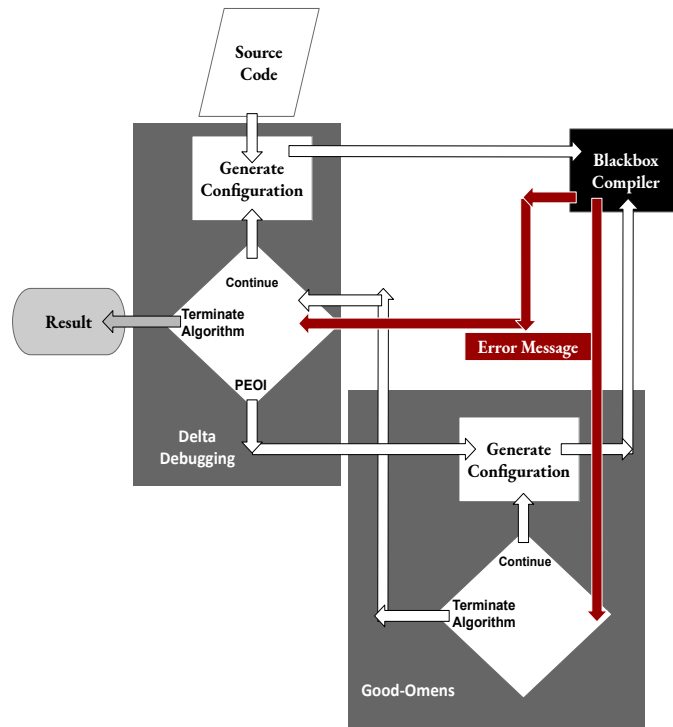 Source
Code
Generate
Configuration
Blackbox
Compiler
Continue
Result
Terminate
Algorithm
Error Message
PEOI
Delta
Debugging
Generate
Configuration
Continue
Terminate
Algorithm
Good-Omens